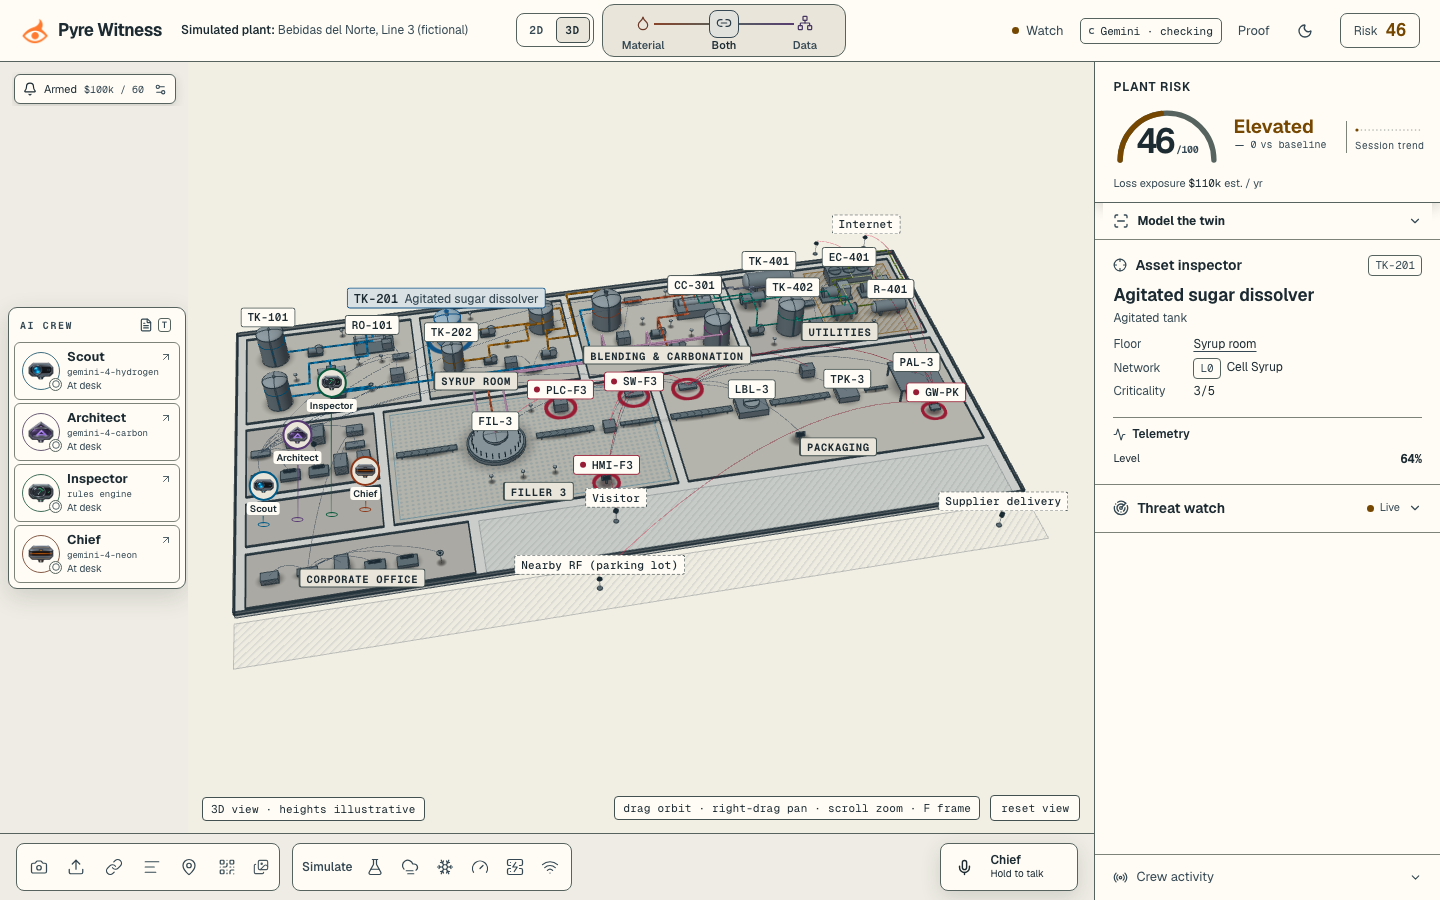 Pyre Witness
Simulated plant: Bebidas del Norte, Line 3 (fictional)
2D
3D
Material
Both
Data
Watch
C Gemini · checking
Proof
Risk 46
Armed $100k / 60
AI CREW
T
Scout
gemini-4-hydrogen
At desk
Architect
gemini-4-carbon
At desk
Inspector
rules engine
At desk
Chief
gemini-4-neon
At desk
Internet
TK-401
EC-401
CC-301
TK-402
R-401
TK-201 Agitated sugar dissolver
TK-101
RO-101
TK-202
UTILITIES
BLENDING & CARBONATION
SYRUP ROOM
PAL-3
SW-F3
PLC-F3
LBL-3
TPK-3
GW-PK
Inspector
FIL-3
Architect
PACKAGING
HMI-F3
Chief
Scout
FILLER 3
Visitor
Supplier delivery
Nearby RF (parking lot)
CORPORATE OFFICE
3D view · heights illustrative
drag orbit · right-drag pan · scroll zoom · F frame
reset view
Simulate
Chief
Hold to talk
PLANT RISK
46 /100
Elevated
— 0 vs baseline
Session trend
Loss exposure $110k est. / yr
Model the twin
Asset inspector
TK-201
Agitated sugar dissolver
Agitated tank
Floor Syrup room
Network L0 Cell Syrup
Criticality 3/5
Telemetry
Level 64%
Threat watch
Live
Crew activity